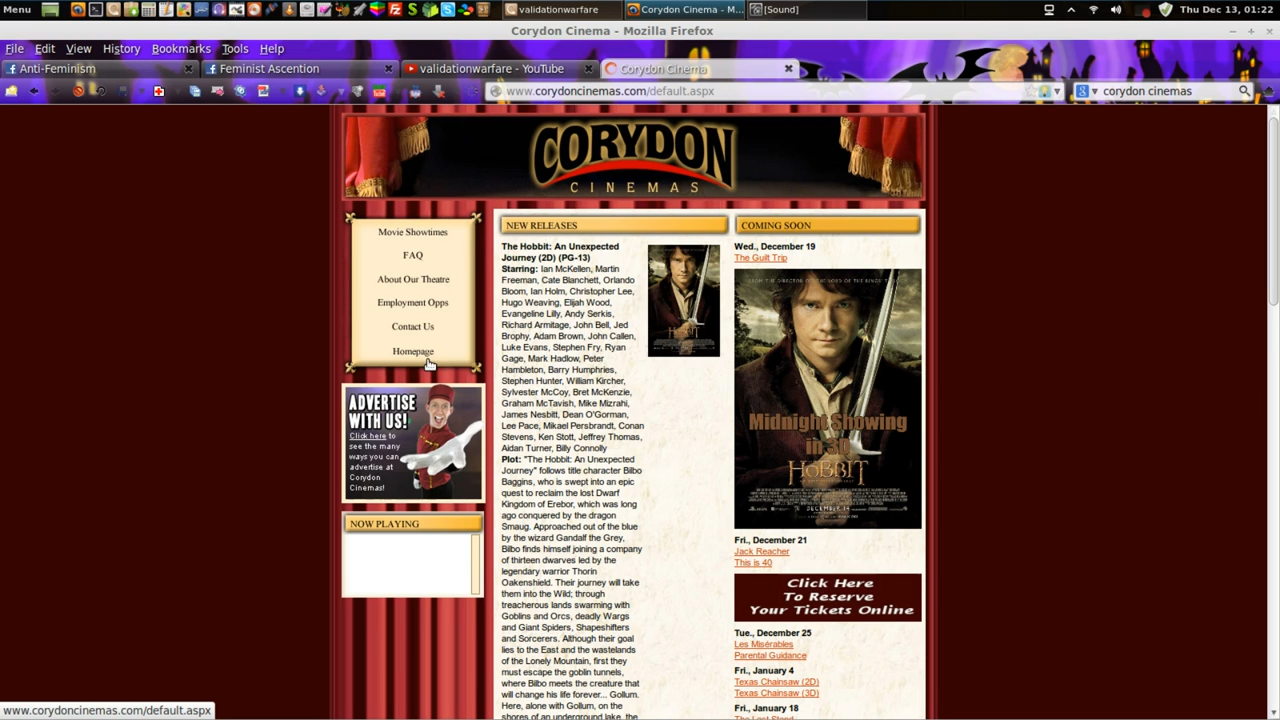 Menu
validationwarfare
Corydon Cinema - M...
[Sound]
Thu Dec 13, 01:22
Corydon Cinema - Mozilla Firefox
File Edit View History Bookmarks Tools Help
Anti-Feminism
Feminist Ascention
validationwarfare - YouTube
Corydon Cinema
www.corydoncinemas.com/default.aspx
corydon cinemas
CORYDON
CINEMAS
Movie Showtimes
FAQ
About Our Theatre
Employment Opps
Contact Us
Homepage
ADVERTISE
WITH US!
Click here to
see the many
ways you can
advertise at
Corydon
Cinemas!
NOW PLAYING
NEW RELEASES
The Hobbit: An Unexpected
Journey (2D) (PG-13)
Starring: Ian McKellen, Martin
Freeman, Cate Blanchett, Orlando
Bloom, Ian Holm, Christopher Lee,
Hugo Weaving, Elijah Wood,
Evangeline Lilly, Andy Serkis,
Richard Armitage, John Bell, Jed
Brophy, Adam Brown, John Callen,
Luke Evans, Stephen Fry, Ryan
Gage, Mark Hadlow, Peter
Hambleton, Barry Humphries,
Stephen Hunter, William Kircher,
Sylvester McCoy, Bret McKenzie,
Graham McTavish, Mike Mizrahi,
James Nesbitt, Dean O'Gorman,
Lee Pace, Mikael Persbrandt, Conan
Stevens, Ken Stott, Jeffrey Thomas,
Aidan Turner, Billy Connolly
Plot: "The Hobbit: An Unexpected
Journey" follows title character Bilbo
Baggins, who is swept into an epic
quest to reclaim the lost Dwarf
Kingdom of Erebor, which was long
ago conquered by the dragon
Smaug. Approached out of the blue
by the wizard Gandalf the Grey,
Bilbo finds himself joining a company
of thirteen dwarves led by the
legendary warrior Thorin
Oakenshield. Their journey will take
them into the Wild; through
treacherous lands swarming with
Goblins and Orcs, deadly Wargs
and Giant Spiders, Shapeshifters
and Sorcerers. Although their goal
lies to the East and the wastelands
of the Lonely Mountain, first they
must escape the goblin tunnels,
where Bilbo meets the creature that
will change his life forever... Gollum.
Here, alone with Gollum, on the
shores of an underground lake, the
COMING SOON
Wed., December 19
The Guilt Trip
Midnight Showing
in 3D
HOBBIT
DECEMBER 14
Fri., December 21
Jack Reacher
This is 40
Click Here
To Reserve
Your Tickets Online
Tue., December 25
Les Misérables
Parental Guidance
Fri., January 4
Texas Chainsaw (2D)
Texas Chainsaw (3D)
Fri., January 18
The Last Stand
www.corydoncinemas.com/default.aspx